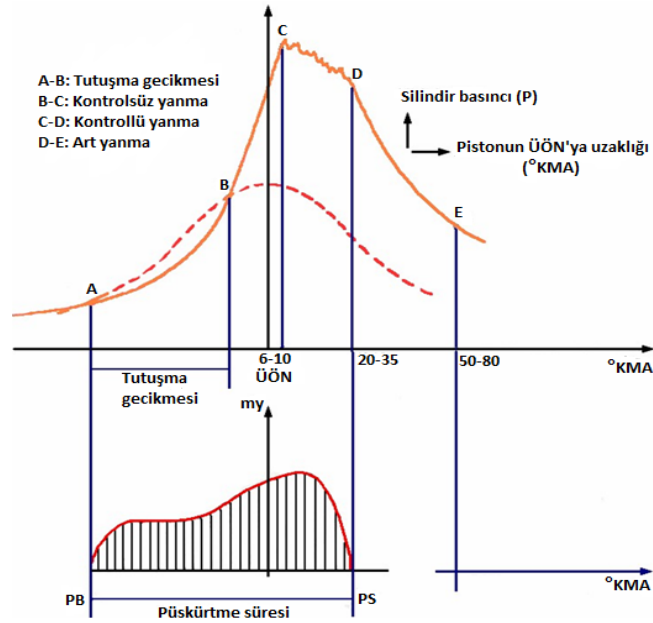 C
D
A-B: Tutuşma gecikmesi
B-C: Kontrolsüz yanma
C-D: Kontrollü yanma
D-E: Art yanma
Silindir basıncı (P)
Pistonun ÜÖN'ya uzaklığı
(°KMA)
B
E
A
6-10
20-35
50-80
°KMA
ÜÖN
Tutuşma
gecikmesi
my
°KMA
PB
PS
Püskürtme süresi